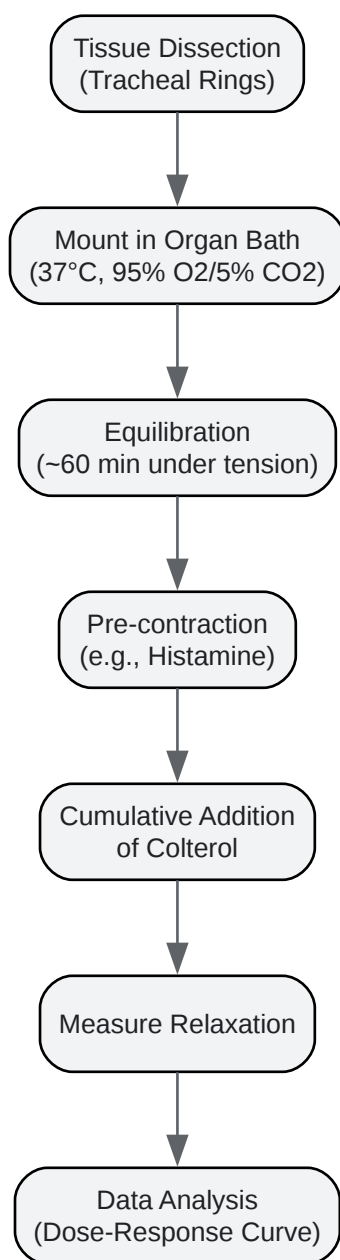 Tissue Dissection
(Tracheal Rings)
Mount in Organ Bath
(37°C, 95% O2/5% CO2)
Equilibration
(~60 min under tension)
Pre-contraction
(e.g., Histamine)
Cumulative Addition
of Colterol
Measure Relaxation
Data Analysis
(Dose-Response Curve)